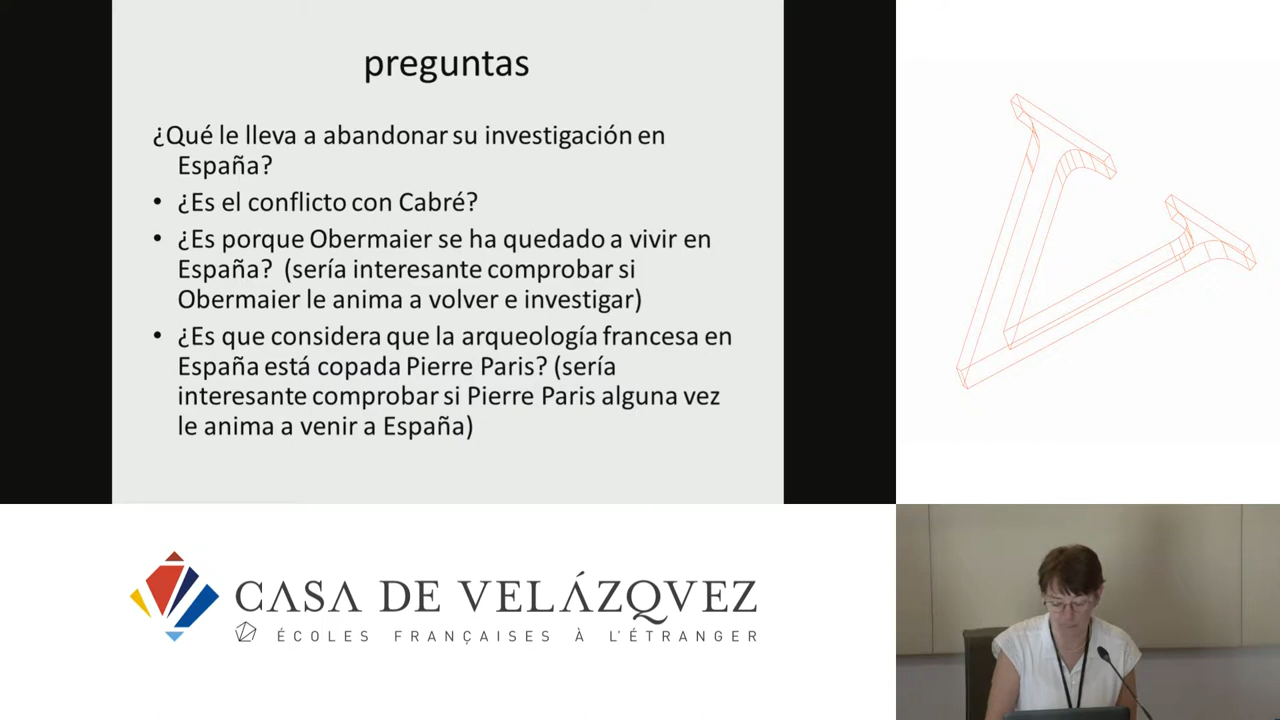 preguntas
¿Qué le lleva a abandonar su investigación en
España?
• ¿Es el conflicto con Cabré?
• ¿Es porque Obermaier se ha quedado a vivir en
España? (sería interesante comprobar si
Obermaier le anima a volver e investigar)
• ¿Es que considera que la arqueología francesa en
España está copada Pierre Paris? (sería
interesante comprobar si Pierre Paris alguna vez
le anima a venir a España)
CASA DE VELÁZQVEZ
ÉCOLES FRANÇAISES À L'ÉTRANGER